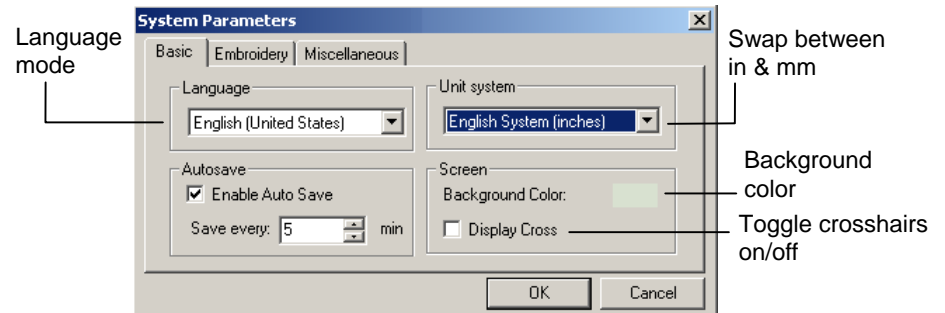 System Parameters
Language
mode
Basic
Embroidery
Miscellaneous
Swap between
in & mm
Language
Unit system
English (United States)
English System (inches)
Autosave
Screen
Enable Auto Save
Background Color:
Background
color
Save every: 5 min
Display Cross
Toggle crosshairs
on/off
OK
Cancel